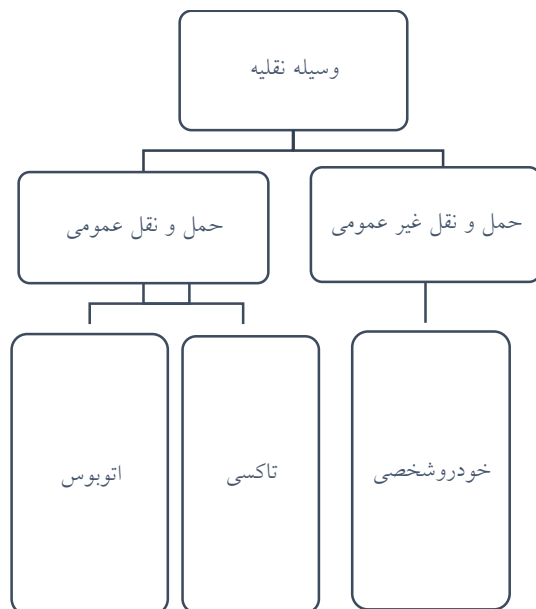 وسیله نقلیه
حمل و نقل غیر عمومی
حمل و نقل عمومی
خودروشخصی
تاکسی
اتوبوس